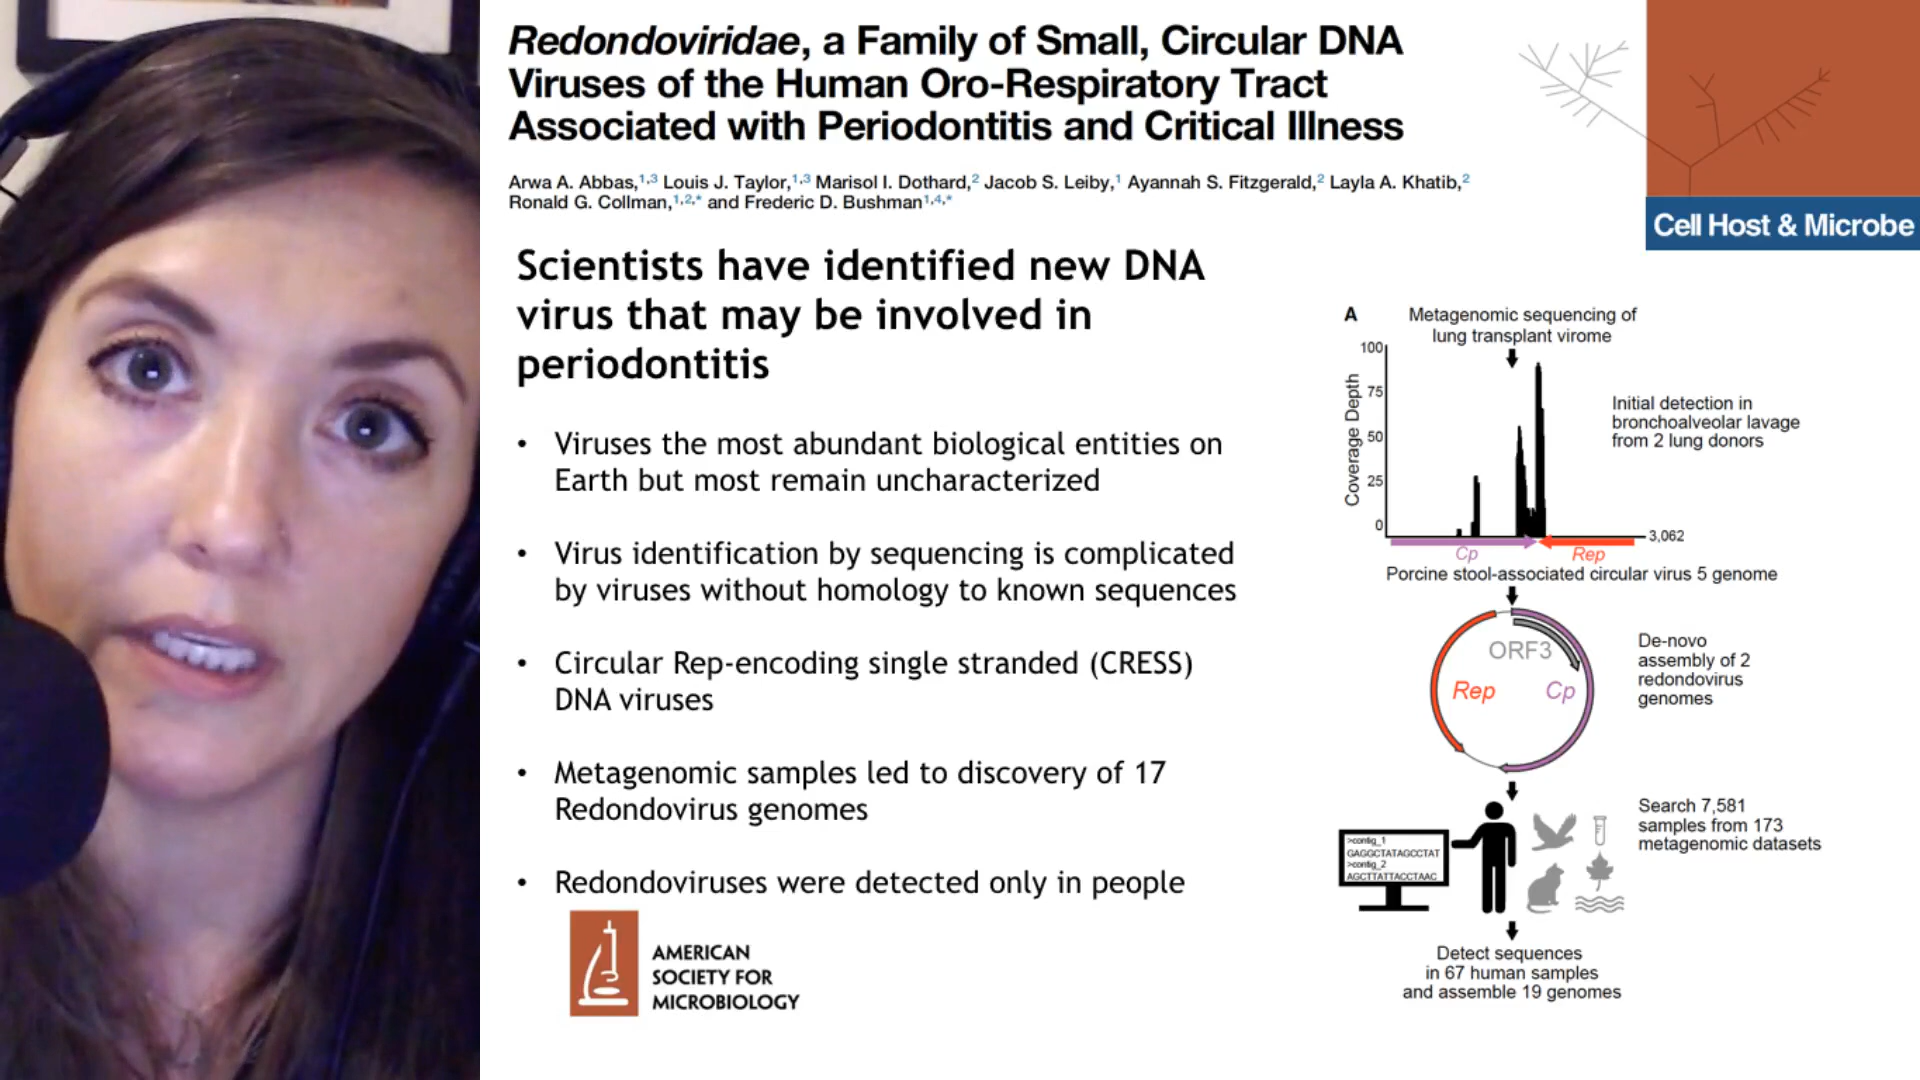 Redondoviridae, a Family of Small, Circular DNA
Viruses of the Human Oro-Respiratory Tract
Associated with Periodontitis and Critical Illness
Arwa A. Abbas,1,3 Louis J. Taylor,1,3 Marisol I. Dothard,2 Jacob S. Leiby,1 Ayannah S. Fitzgerald,2 Layla A. Khatib,2
Ronald G. Collman,1,2,* and Frederic D. Bushman1,4,*
Cell Host & Microbe
Scientists have identified new DNA
virus that may be involved in
periodontitis
• Viruses the most abundant biological entities on
Earth but most remain uncharacterized
• Virus identification by sequencing is complicated
by viruses without homology to known sequences
• Circular Rep-encoding single stranded (CRESS)
DNA viruses
• Metagenomic samples led to discovery of 17
Redondovirus genomes
• Redondoviruses were detected only in people
AMERICAN
SOCIETY FOR
MICROBIOLOGY
A
Metagenomic sequencing of
lung transplant virome
Coverage Depth
100
75
50
25
0
Initial detection in
bronchoalveolar lavage
from 2 lung donors
3,062
Cp
Rep
Porcine stool-associated circular virus 5 genome
ORF3
Rep
Cp
De-novo
assembly of 2
redondovirus
genomes
>contig_1
GAGGCTATAGCCTAT
>contig_2
AGCTTATTACCTAAC
Search 7,581
samples from 173
metagenomic datasets
Detect sequences
in 67 human samples
and assemble 19 genomes